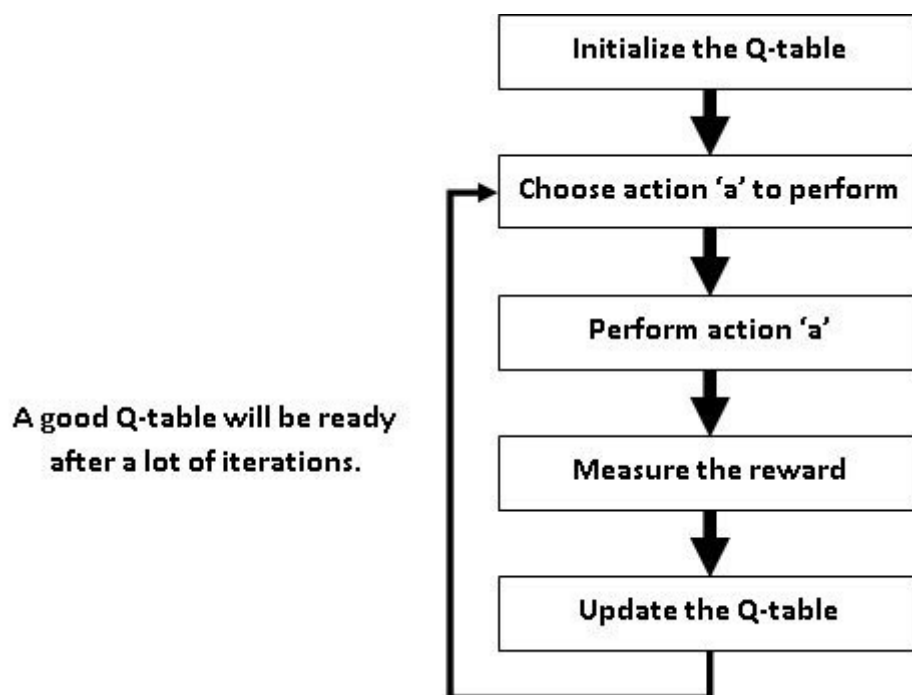 Initialize the Q-table
Choose action ‘a’ to perform
Perform action ‘a’
A good Q-table will be ready
after a lot of iterations.
Measure the reward
Update the Q-table